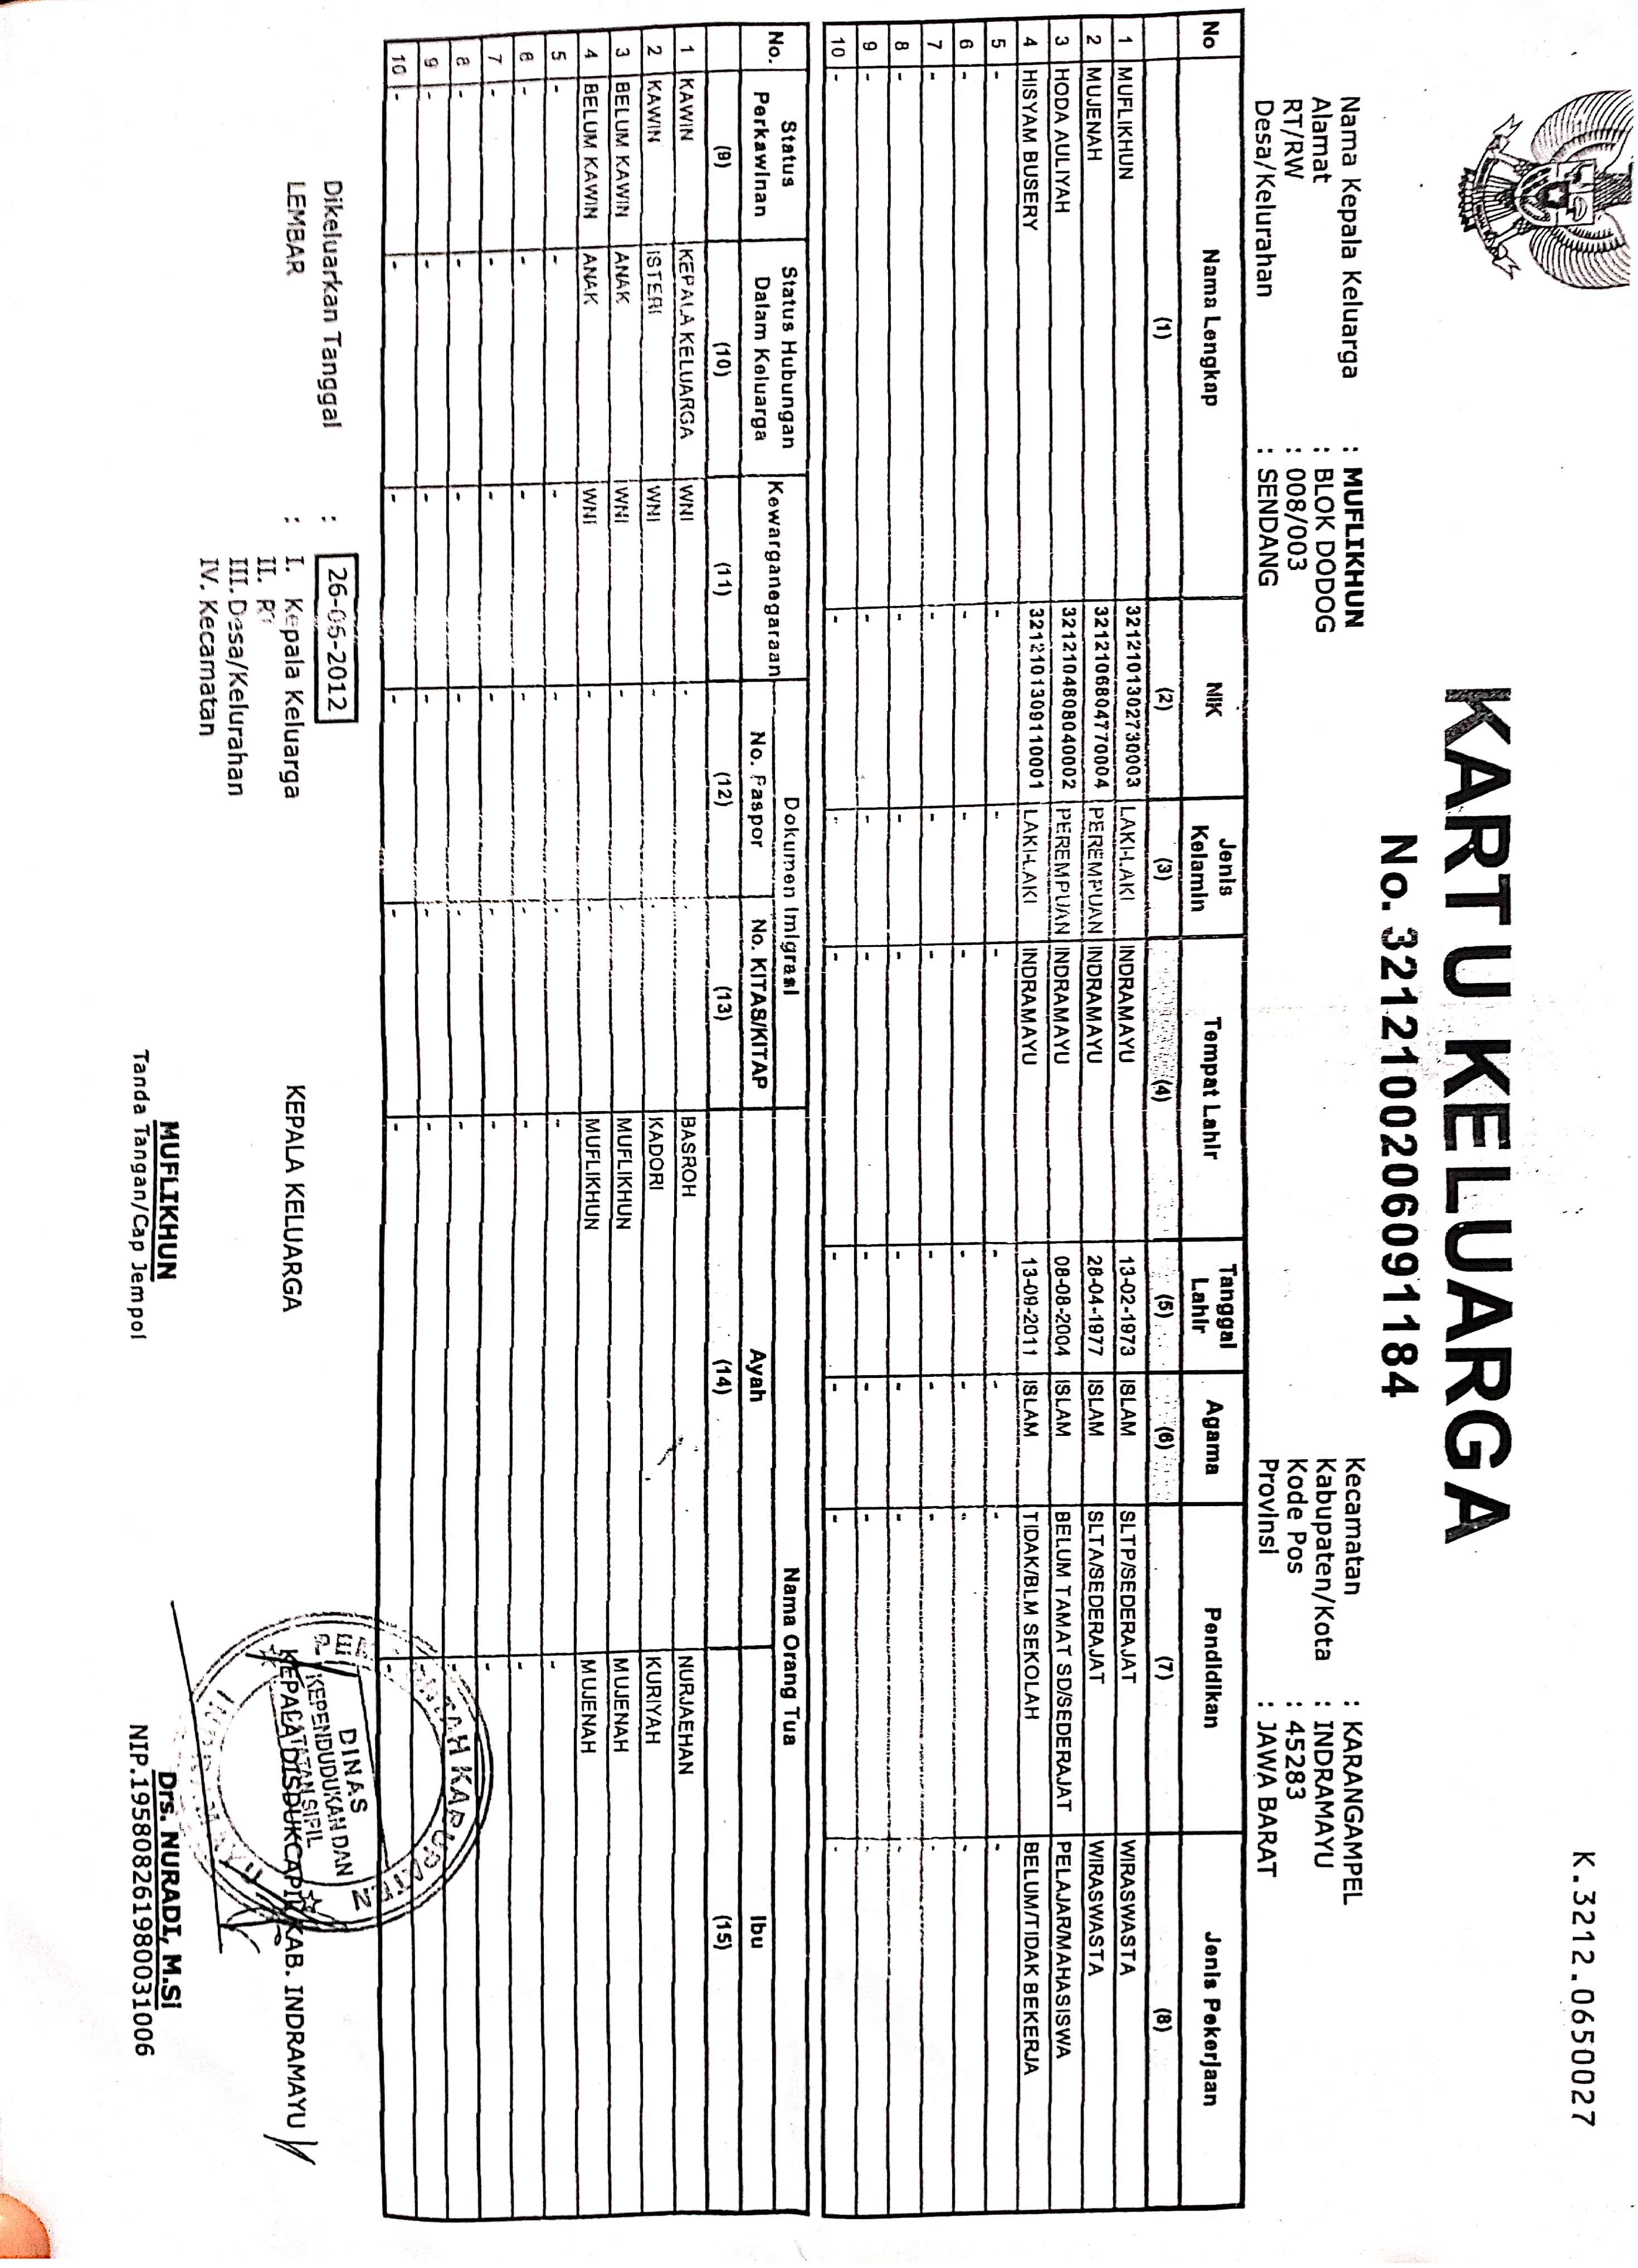 K.3212.0650027
KARTU KELUARGA
No. 3212100206091184
Nama Kepala Keluarga : MUFLIKHUN
Alamat : BLOK DODOG
RT/RW : 008/003
Desa/Kelurahan : SENDANG
Kecamatan : KARANGAMPEL
Kabupaten/Kota : INDRAMAYU
Kode Pos : 45283
Provinsi : JAWA BARAT
No Nama Lengkap NIK Jenis Kelamin Tempat Lahir Tanggal Lahir Agama Pendidikan Jenis Pekerjaan
(1) (2) (3) (4) (5) (6) (7) (8)
1 MUFLIKHUN 3212101302730003 LAKI-LAKI INDRAMAYU 13-02-1973 ISLAM SLTP/SEDERAJAT WIRASWASTA
2 MUJENAH 3212106804770004 PEREMPUAN INDRAMAYU 28-04-1977 ISLAM SLTA/SEDERAJAT WIRASWASTA
3 HODA AULIYAH 3212104808040002 PEREMPUAN INDRAMAYU 08-08-2004 ISLAM BELUM TAMAT SD/SEDERAJAT PELAJAR/MAHASISWA
4 HISYAM BUSERY 3212101309110001 LAKI-LAKI INDRAMAYU 13-09-2011 ISLAM TIDAK/BLM SEKOLAH BELUM/TIDAK BEKERJA
5 - - - - - - - -
6 - - - - - - - -
7 - - - - - - - -
8 - - - - - - - -
9 - - - - - - - -
10 - - - - - - - -
No. Status Perkawinan Status Hubungan Dalam Keluarga Kewarganegaraan Dokumen Imigrasi Nama Orang Tua
No. Paspor No. KITAS/KITAP Ayah Ibu
(9) (10) (11) (12) (13) (14) (15)
1 KAWIN KEPALA KELUARGA WNI - - BASROH NURJAEHAN
2 KAWIN ISTERI WNI - - KADORI KURIYAH
3 BELUM KAWIN ANAK WNI - - MUFLIKHUN MUJENAH
4 BELUM KAWIN ANAK WNI - - MUFLIKHUN MUJENAH
5 - - - - - - -
6 - - - - - - -
7 - - - - - - -
8 - - - - - - -
9 - - - - - - -
10 - - - - - - -
Dikeluarkan Tanggal : 26-05-2012
LEMBAR : I. Kepala Keluarga
II. RT
III. Desa/Kelurahan
IV. Kecamatan
KEPALA KELUARGA
MUFLIKHUN
Tanda Tangan/Cap Jempol
KEPALA DISDUKCAPIL KAB. INDRAMAYU
DINAS
KEPENDUDUKAN DAN
CATATAN SIPIL
Drs. NURADI, M.Si
NIP.195808261980031006